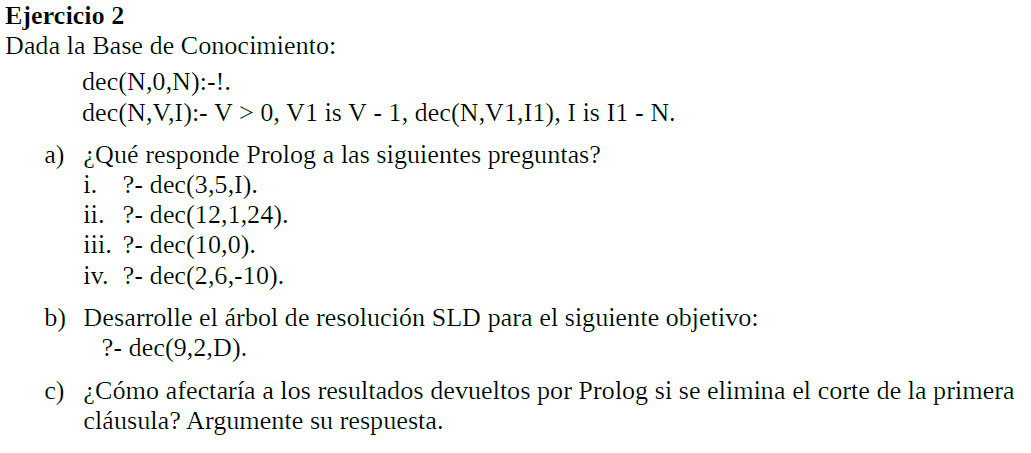 Ejercicio 2
Dada la Base de Conocimiento:
dec(N,0,N):-!.
dec(N,V,I):- V > 0, V1 is V - 1, dec(N,V1,I1), I is I1 - N.
a) ¿Qué responde Prolog a las siguientes preguntas?
i. ?- dec(3,5,I).
ii. ?- dec(12,1,24).
iii. ?- dec(10,0).
iv. ?- dec(2,6,-10).
b) Desarrolle el árbol de resolución SLD para el siguiente objetivo:
?- dec(9,2,D).
c) ¿Cómo afectaría a los resultados devueltos por Prolog si se elimina el corte de la primera
cláusula? Argumente su respuesta.